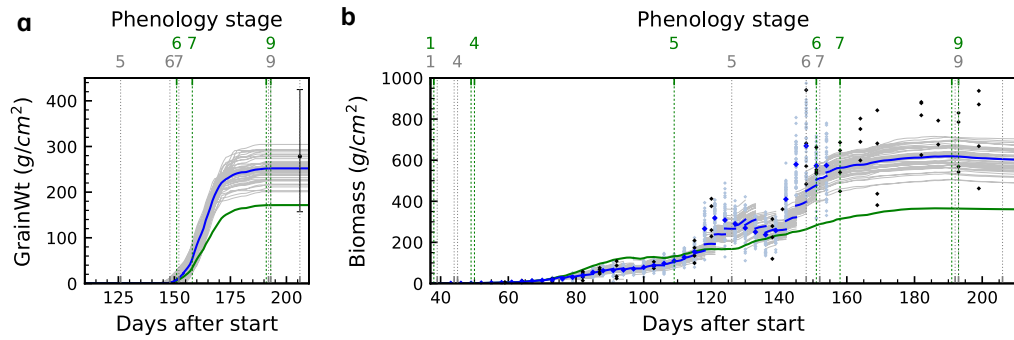 a
Phenology stage
6 7 9
5 67 9
GrainWt (g/cm²)
400
300
200
100
0
125 150 175 200
Days after start
b
Phenology stage
1 4 5 6 7 9
1 4 5 6 7 9
Biomass (g/cm²)
1000
800
600
400
200
0
40 60 80 100 120 140 160 180 200
Days after start